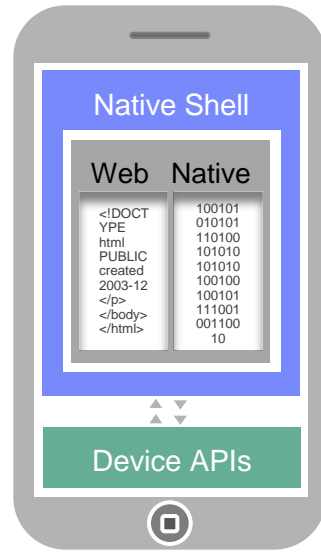 Native Shell
Web Native
<!DOCT
YPE
html
PUBLIC
created
2003-12
</p>
</body>
</html>
100101
010101
110100
101010
101010
100100
100101
111001
001100
10
Device APIs